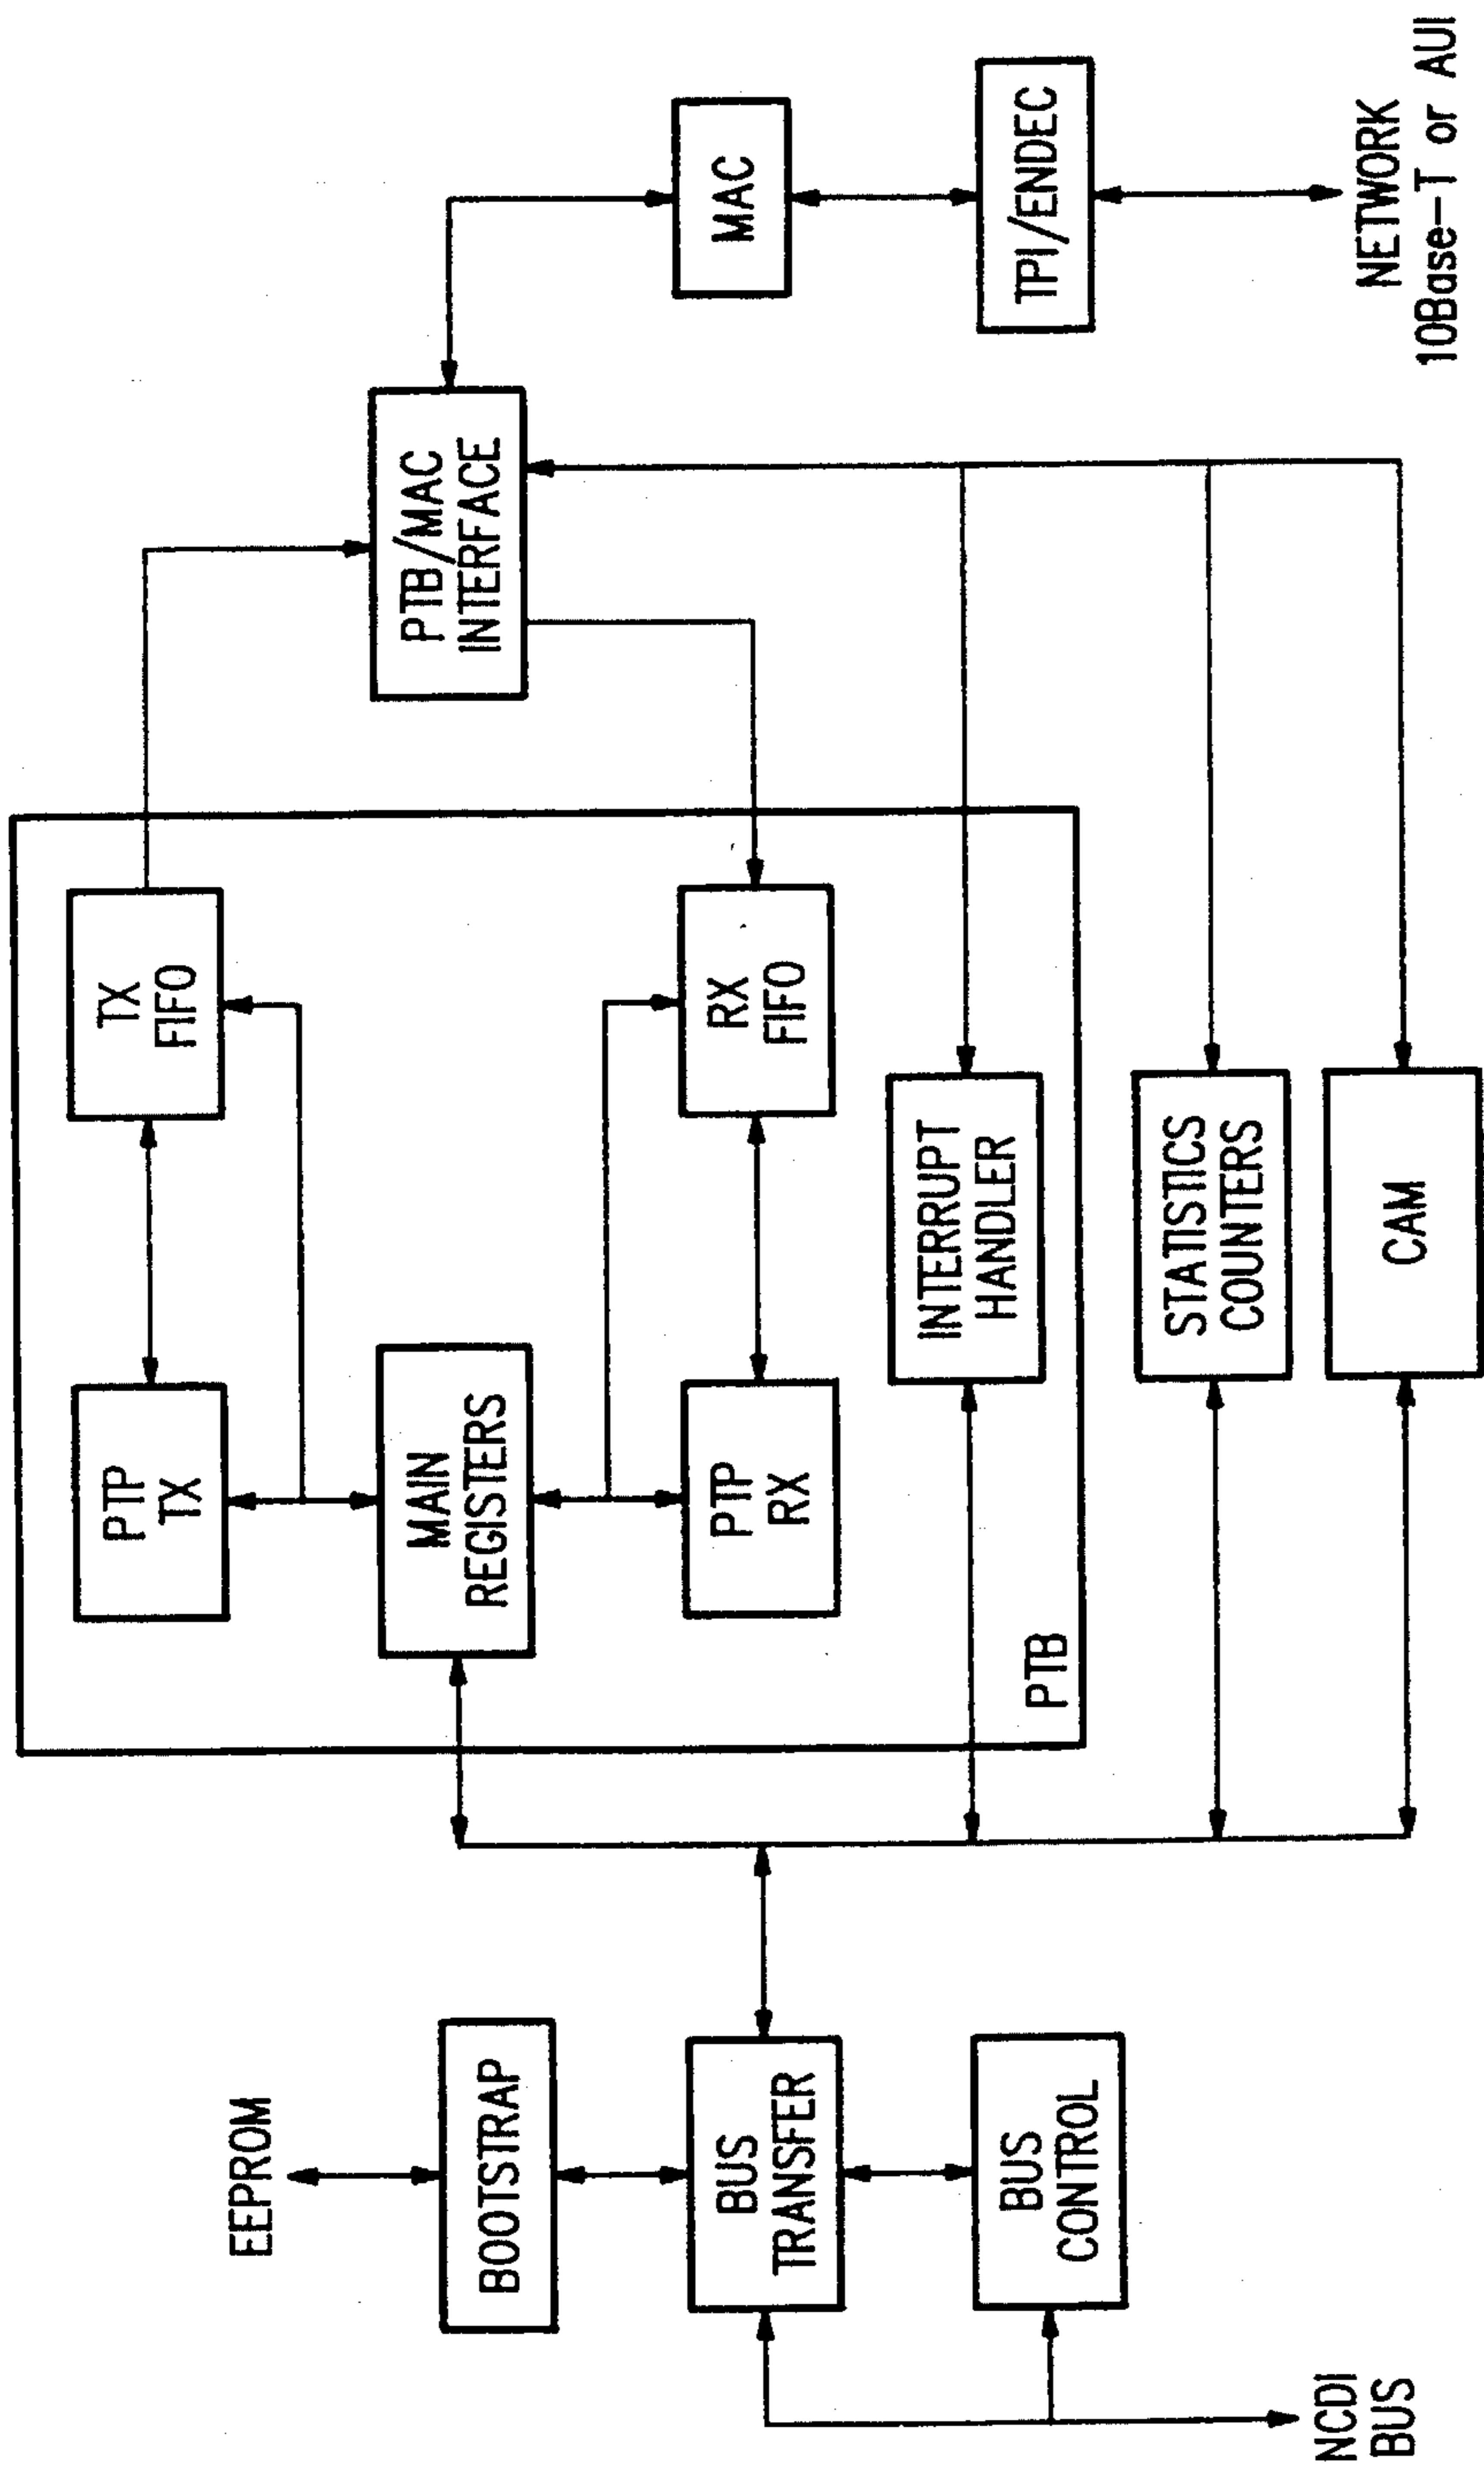 EEPROM
BOOTSTRAP
BUS
TRANSFER
BUS
CONTROL
NCDI
BUS
PTP
TX
TX
FIFO
MAIN
REGISTERS
PTP
RX
RX
FIFO
INTERRUPT
HANDLER
PTB
STATISTICS
COUNTERS
CAM
PTB/MAC
INTERFACE
MAC
TPI/ENDEC
NETWORK
10Base-T or AUI